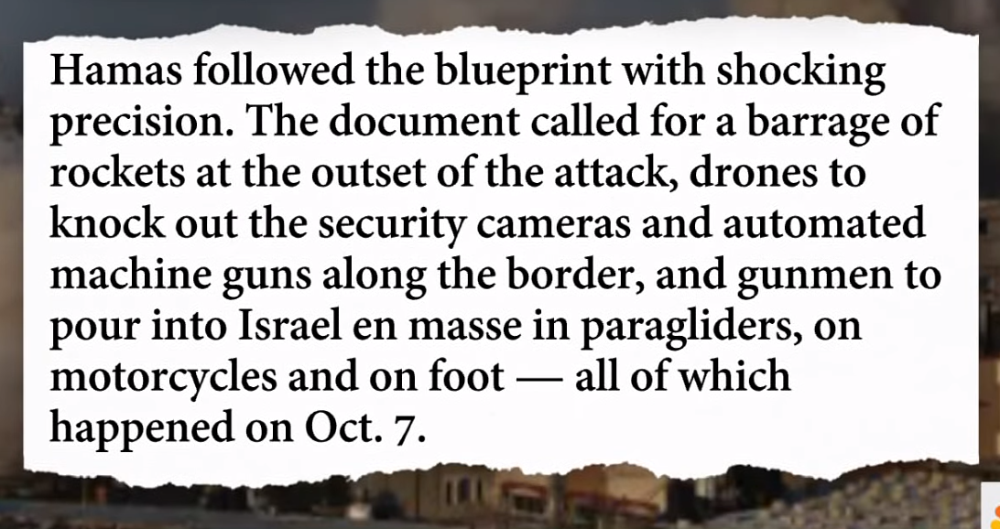 Hamas followed the blueprint with shocking
precision. The document called for a barrage of
rockets at the outset of the attack, drones to
knock out the security cameras and automated
machine guns along the border, and gunmen to
pour into Israel en masse in paragliders, on
motorcycles and on foot — all of which
happened on Oct. 7.